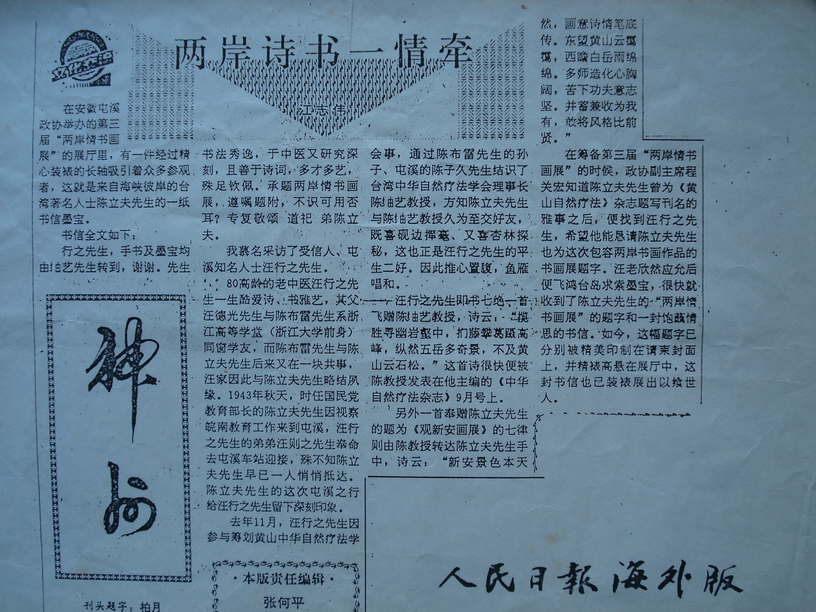 两岸诗书一情牵
江志伟
在安徽屯溪
政协举办的第三
届“两岸情书画
展”的展厅里，有一件经过精
心装裱的长轴吸引着众多参观
者，这就是来自海峡彼岸的台
湾著名人士陈立夫先生的一纸
书信墨宝。
书信全文如下：
行之先生，手书及墨宝均
由䌷艺先生转到，谢谢。先生
书法秀逸，于中医又研究深
刻，且善于诗词，多才多艺，
殊足钦佩。承题两岸情书画
展，遵嘱题附，不识可用否
耳？专复敬颂 道祀 弟陈立
夫。
我慕名采访了受信人、屯
溪知名人士汪行之先生。
80高龄的老中医汪行之先
生一生酷爱诗、书雅艺，其父
汪德光先生与陈布雷先生系浙
江高等学堂（浙江大学前身）
同窗学友，而陈布雷先生与陈
立夫先生后来又在一块共事，
汪家因此与陈立夫先生略结夙
缘。1943年秋天，时任国民党
教育部长的陈立夫先生因视察
皖南教育工作来到屯溪，汪行
之先生的弟弟汪则之先生奉命
去屯溪车站迎接，殊不知陈立
夫先生早已一人悄悄抵达。
陈立夫先生的这次屯溪之行
给汪行之先生留下深刻印象。
去年11月，汪行之先生因
参与筹划黄山中华自然疗法学
会事，通过陈布雷先生的孙
子、屯溪的陈子久先生结识了
台湾中华自然疗法学会理事长
陈䌷艺先生，方知陈立夫先生
与陈䌷艺教授久为至交好友，
既喜砚边挥毫、又喜杏林探
秘，这也正是汪行之先生的平
生二好。因此推心置腹，鱼雁
唱和。
汪行之先生即书七绝一首
飞赠陈䌷艺教授，诗云：“揽
胜寻幽岩壑中，扪藤攀葛蹑高
峰，纵然五岳多奇景，不及黄
山云石松。”这首诗很快便被
陈教授发表在他主编的《中华
自然疗法杂志》9月号上。
另外一首奉赠陈立夫先生
的题为《观新安画展》的七律
则由陈教授转达陈立夫先生手
中，诗云：“新安景色本天
然，画意诗情笔底
传。东望黄山云霭
霭，西瞻白岳雨绵
绵。多师造化心胸
阔，苦下功夫意志
坚。并蓄兼收为我
有，敢将风格比前
贤。”
在筹备第三届“两岸情书
画展”的时候，政协副主席程
关宏知道陈立夫先生曾为《黄
山自然疗法》杂志题写刊名的
雅事之后，便找到汪行之先
生，希望他能恳请陈立夫先生
也为这次包容两岸书画作品的
书画展题字。汪老欣然应允后
便飞鸿台岛求索墨宝，很快就
收到了陈立夫先生的“两岸情
书画展”的题字和一封饱蘸情
思的书信。如今，这幅题字已
分别被精美印制在请柬封面
上，并精裱高悬在展厅中，这
封书信也已装裱展出以飨世
人。
神州
刊头题字：柏月
·本版责任编辑·
张何平
人民日報海外版